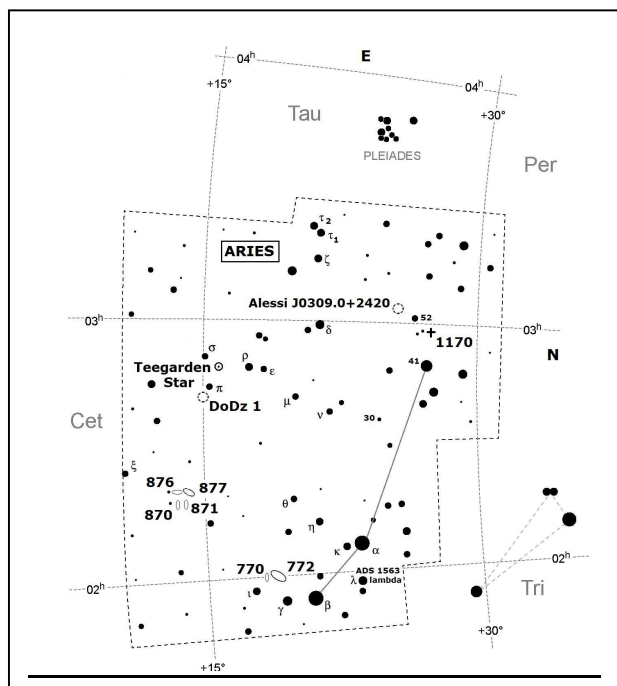 04h
E
+15°
04h
+30°
Tau
PLEIADES
Per
τ2
τ1
ARIES
ζ
Alessi J0309.0+2420
03h
52
δ
1170
03h
N
σ
41
Teegarden
Star
ρ
ε
π
DoDz 1
μ
ν
30
Cet
ξ
876
877
870
871
θ
η
κ
α
770
772
ADS 1563
λ lambda
02h
02h
Tri
ι
γ
β
+15°
+30°